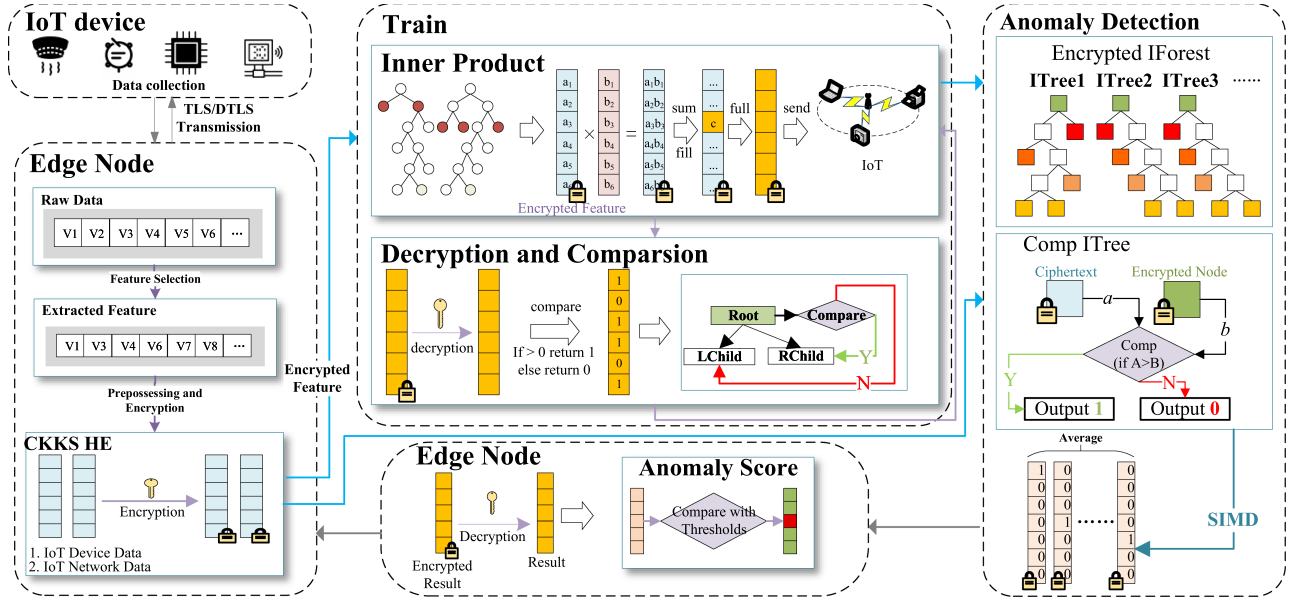 IoT device
Data collection
TLS/DTLS
Transmission
Edge Node
Raw Data
V1 V2 V3 V4 V5 V6 ...
Feature Selection
Extracted Feature
V1 V3 V4 V6 V7 V8 ...
Prepossessing and
Encryption
CKKS HE
Encryption
1. IoT Device Data
2. IoT Network Data
Encrypted
Feature
Train
Inner Product
a1 b1 a1b1 ...
a2 b2 a2b2 ...
a3 × b3 = a3b3 c
a4 b4 a4b4 ...
a5 b5 a5b5 ...
a6 b6 a6b6 ...
sum
fill
full
send
IoT
Encrypted Feature
Decryption and Comparsion
decryption
compare
If > 0 return 1
else return 0
1
0
1
1
0
1
Root
Compare
LChild
RChild
Y
N
Edge Node
Encrypted
Result
Decryption
Result
Anomaly Score
Compare with
Thresholds
Anomaly Detection
Encrypted IForest
ITree1 ITree2 ITree3 ......
Comp ITree
Ciphertext
Encrypted Node
a
b
Comp
(if A>B)
Y
N
Output 1
Output 0
Average
1 0 0
0 0 0
0 0 0
0 1 ...... 0
0 0 1
0 0 0
0 0 0
SIMD